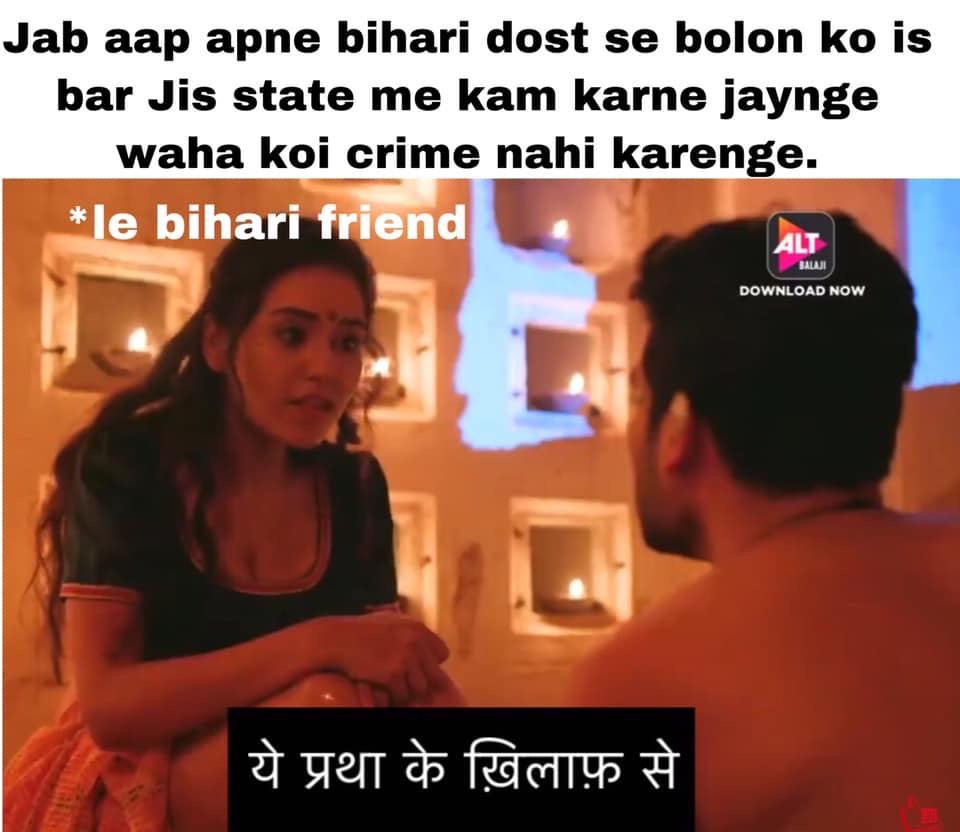 Jab aap apne bihari dost se bolon ko is
bar Jis state me kam karne jaynge
waha koi crime nahi karenge.
*le bihari friend
ALT
BALAJI
DOWNLOAD NOW
ये प्रथा के ख़िलाफ़ से